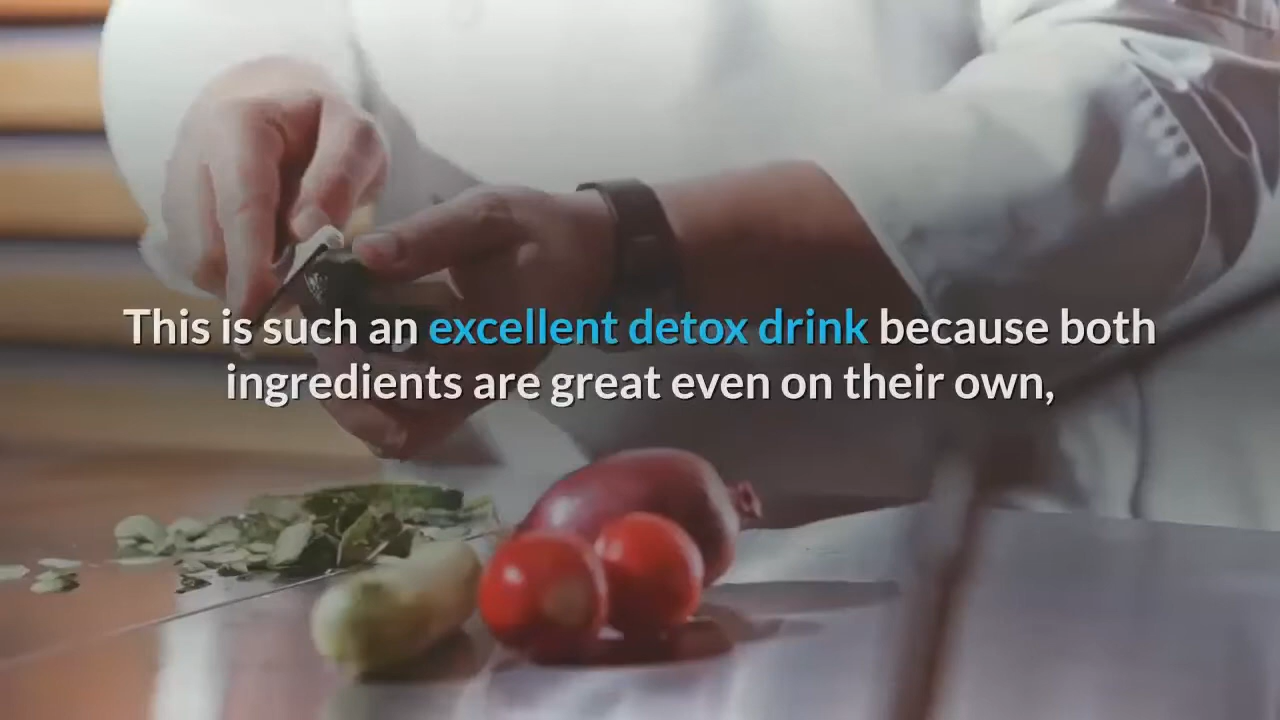 This is such an excellent detox drink because both
ingredients are great even on their own,